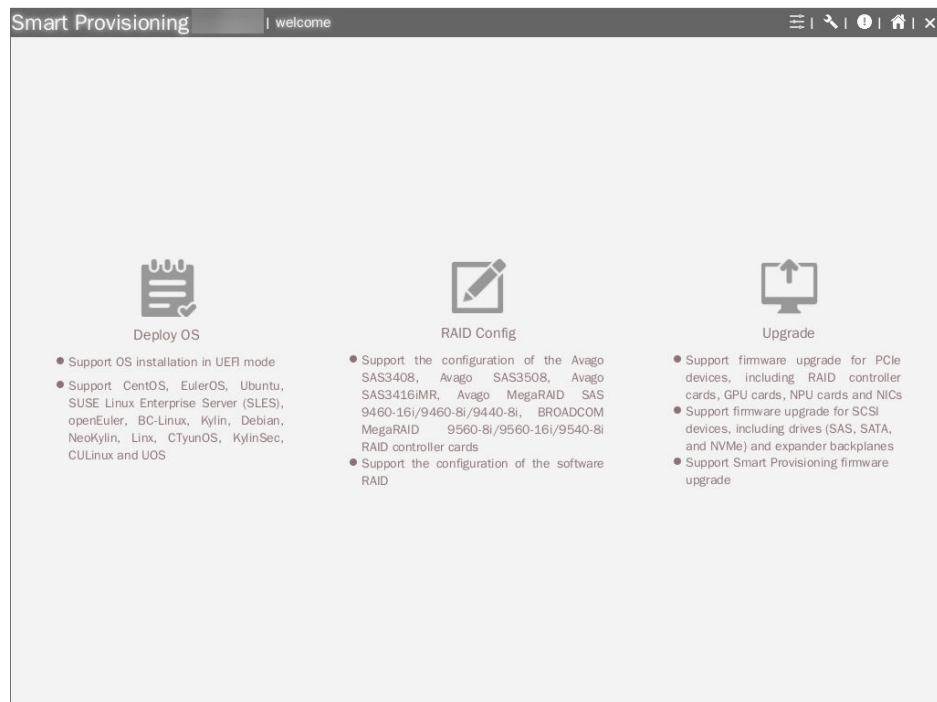 Smart Provisioning | welcome
Deploy OS
● Support OS installation in UEFI mode
● Support CentOS, EulerOS, Ubuntu,
SUSE Linux Enterprise Server (SLES),
openEuler, BC-Linux, Kylin, Debian,
NeoKylin, Linx, CTyunOS, KylinSec,
CULinux and UOS
RAID Config
● Support the configuration of the Avago
SAS3408, Avago SAS3508, Avago
SAS3416iMR, Avago MegaRAID SAS
9460-16i/9460-8i/9440-8i, BROADCOM
MegaRAID 9560-8i/9560-16i/9540-8i
RAID controller cards
● Support the configuration of the software
RAID
Upgrade
● Support firmware upgrade for PCIe
devices, including RAID controller
cards, GPU cards, NPU cards and NICs
● Support firmware upgrade for SCSI
devices, including drives (SAS, SATA,
and NVMe) and expander backplanes
● Support Smart Provisioning firmware
upgrade